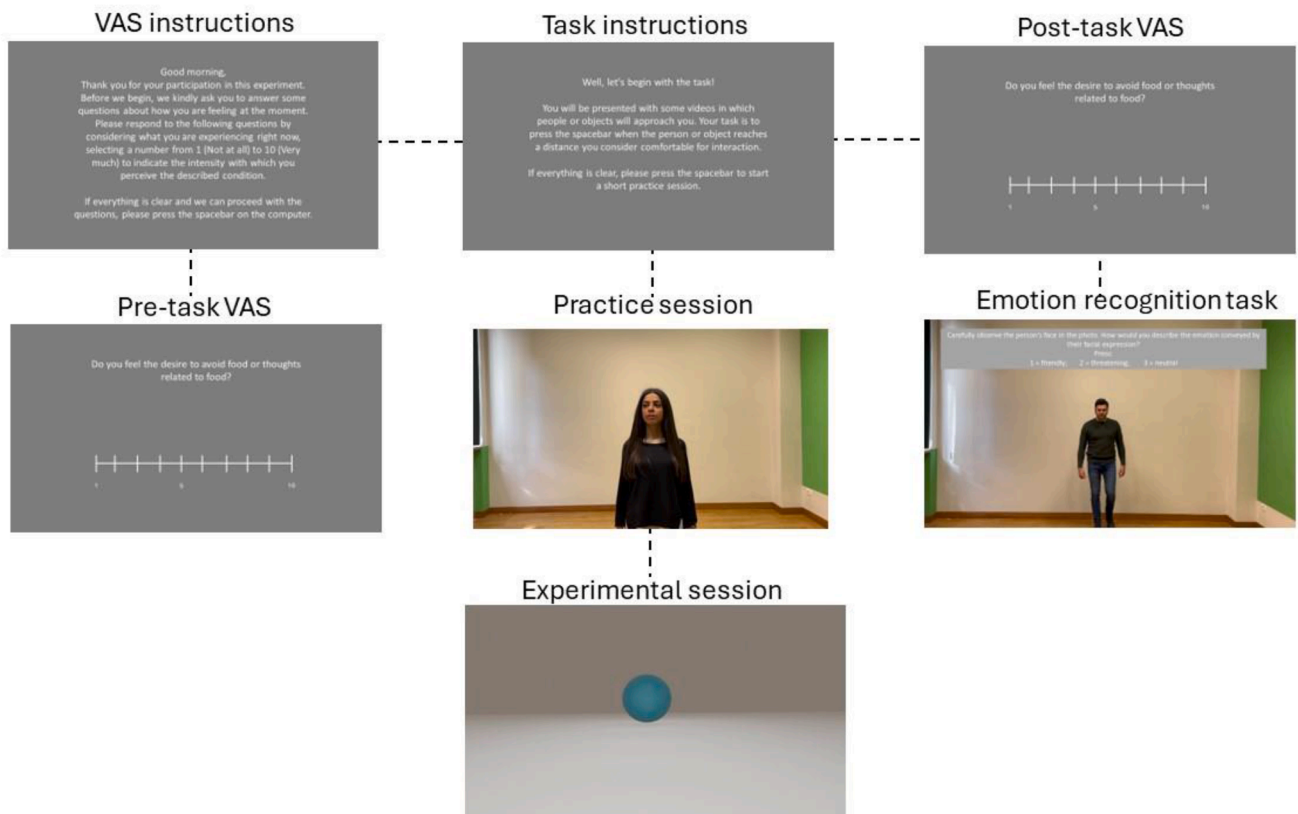 VAS instructions
Good morning,
Thank you for your participation in this experiment.
Before we begin, we kindly ask you to answer some
questions about how you are feeling at the moment.
Please respond to the following questions by
considering what you are experiencing right now,
selecting a number from 1 (Not at all) to 10 (Very
much) to indicate the intensity with which you
perceive the described condition.
If everything is clear and we can proceed with the
questions, please press the spacebar on the computer.
Pre-task VAS
Do you feel the desire to avoid food or thoughts
related to food?
1 5 10
Task instructions
Well, let's begin with the task!
You will be presented with some videos in which
people or objects will approach you. Your task is to
press the spacebar when the person or object reaches
a distance you consider comfortable for interaction.
If everything is clear, please press the spacebar to start
a short practice session.
Practice session
Experimental session
Post-task VAS
Do you feel the desire to avoid food or thoughts
related to food?
1 5 10
Emotion recognition task
Carefully observe the person's face in the photo. How would you describe the emotion conveyed by
their facial expression?
Press:
1 = friendly; 2 = threatening; 3 = neutral